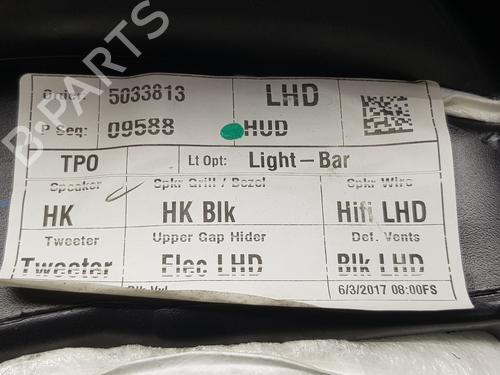 Order: 5033813 LHD
P Seq: 09588 HUD
TPO Lt Opt: Light-Bar
Speaker Spkr Grill / Bezel Spkr Wire
HK HK Blk Hifi LHD
Tweeter Upper Gap Hider Def. Vents
Tweeter Elec LHD Blk LHD
6/3/2017 08:00FS
B-PARTS